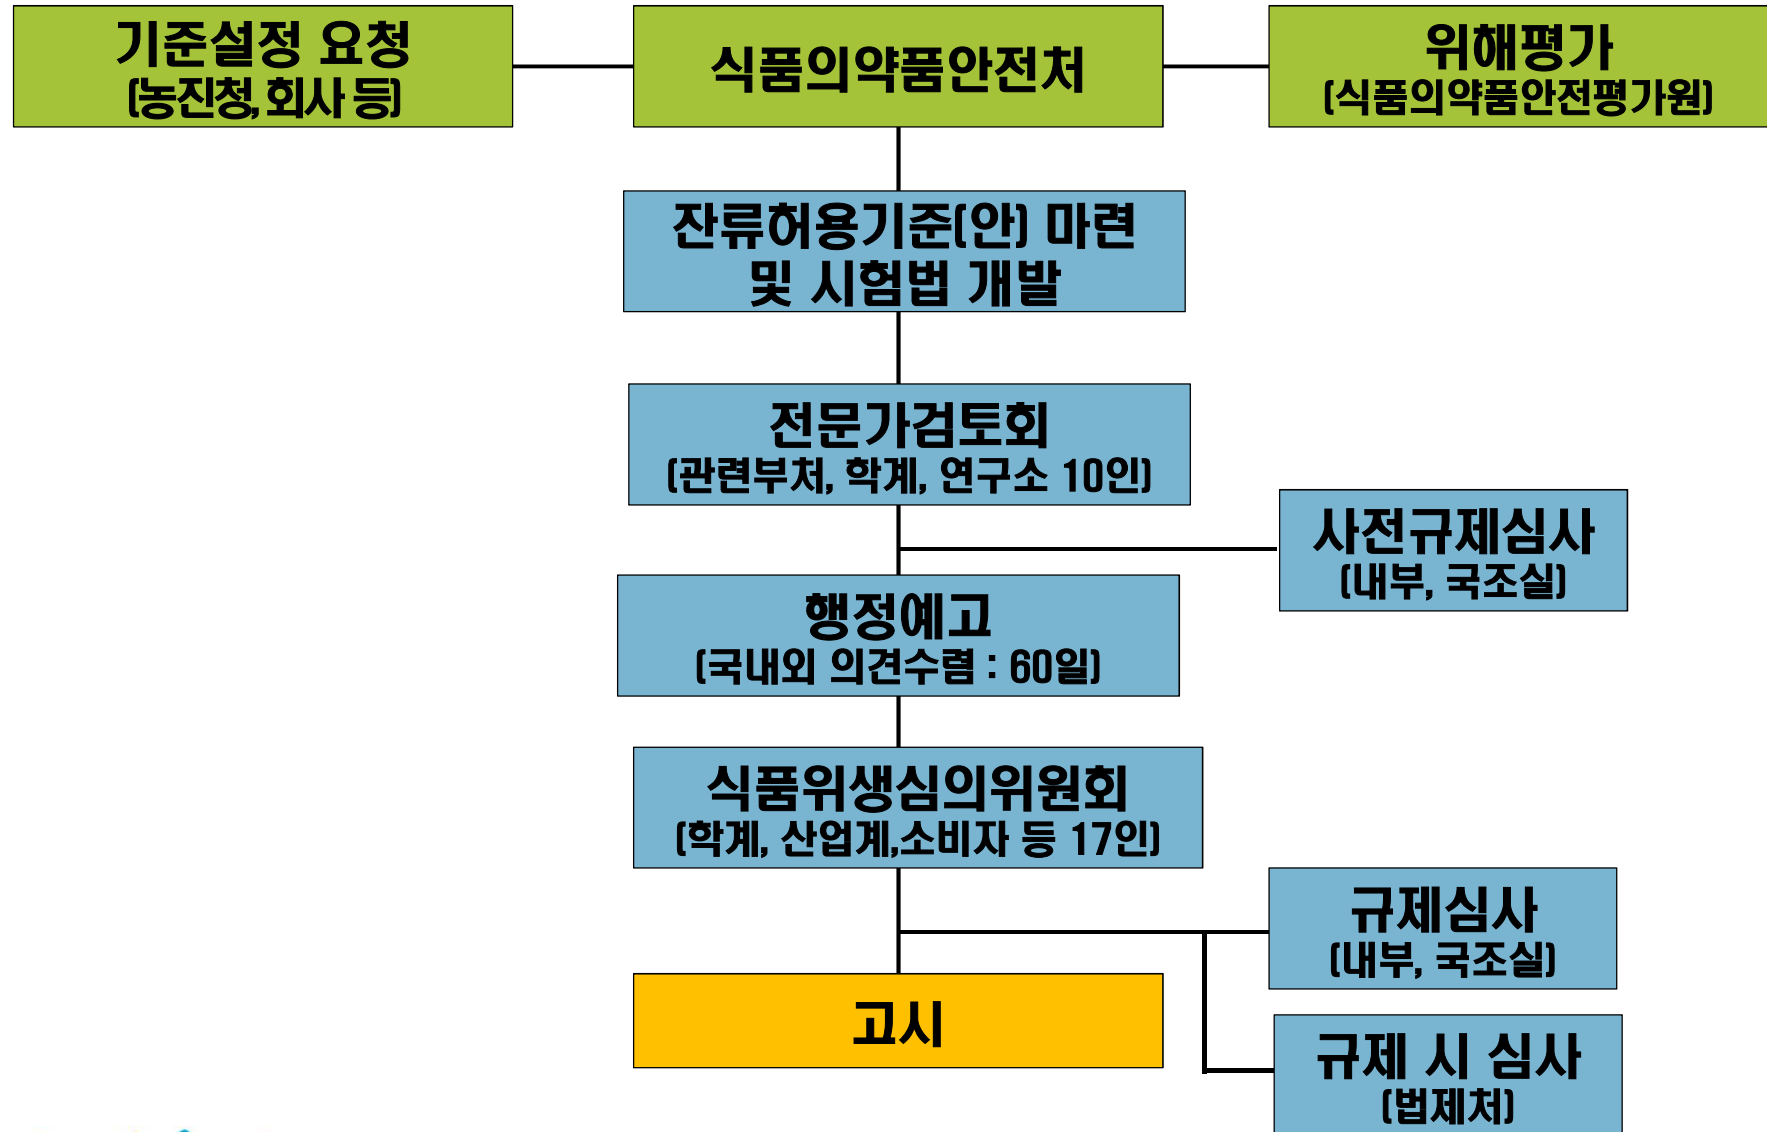 기준설정 요청
(농진청, 회사 등)
식품의약품안전처
위해평가
(식품의약품안전평가원)
잔류허용기준(안) 마련
및 시험법 개발
전문가검토회
(관련부처, 학계, 연구소 10인)
사전규제심사
(내부, 국조실)
행정예고
(국내외 의견수렴 : 60일)
식품위생심의위원회
(학계, 산업계,소비자 등 17인)
규제심사
(내부, 국조실)
고시
규제 시 심사
(법제처)